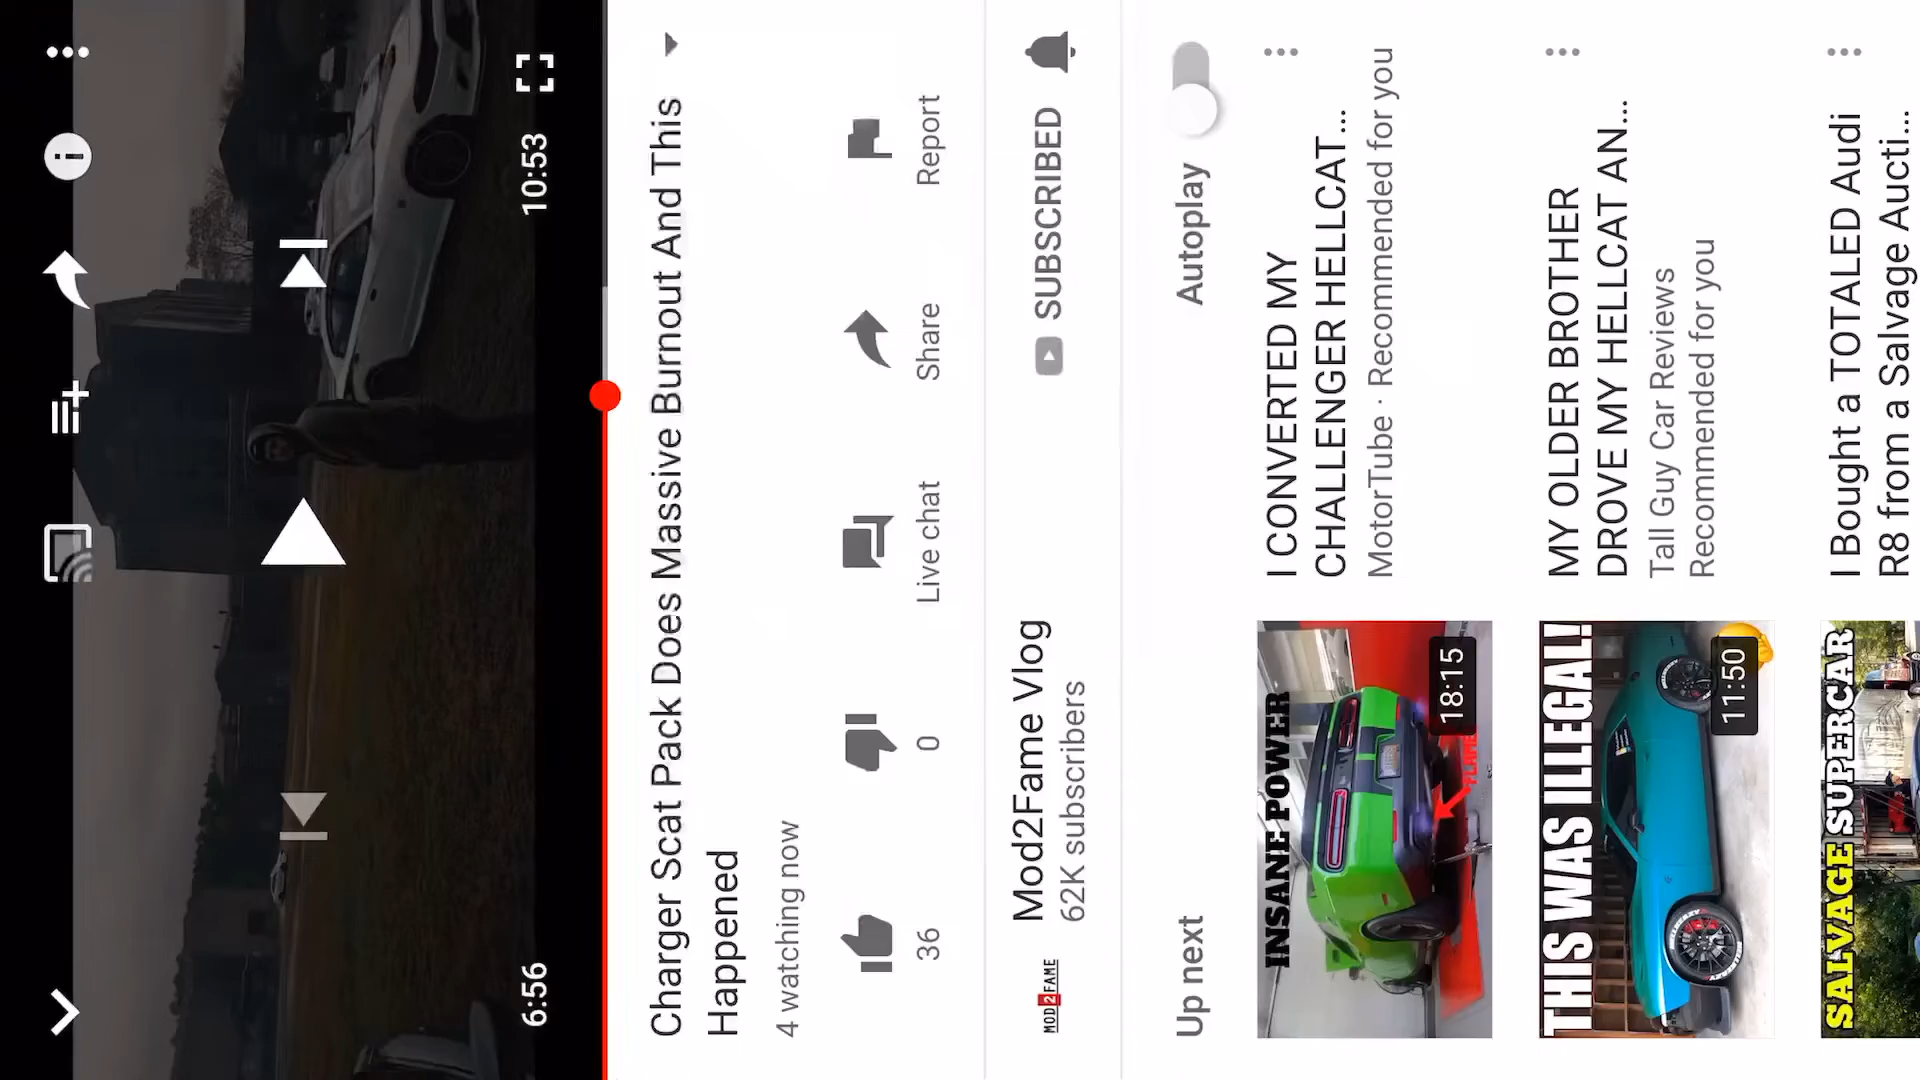 6:56
10:53
Charger Scat Pack Does Massive Burnout And This
Happened
4 watching now
36
0
Live chat
Share
Report
MOD2FAME
Mod2Fame Vlog
62K subscribers
SUBSCRIBED
Up next
Autoplay
INSANE POWER
18:15
I CONVERTED MY
CHALLENGER HELLCAT...
MotorTube · Recommended for you
THIS WAS ILLEGAL!
11:50
MY OLDER BROTHER
DROVE MY HELLCAT AN...
Tall Guy Car Reviews
Recommended for you
SALVAGE SUPERCAR
I Bought a TOTALED Audi
R8 from a Salvage Aucti...